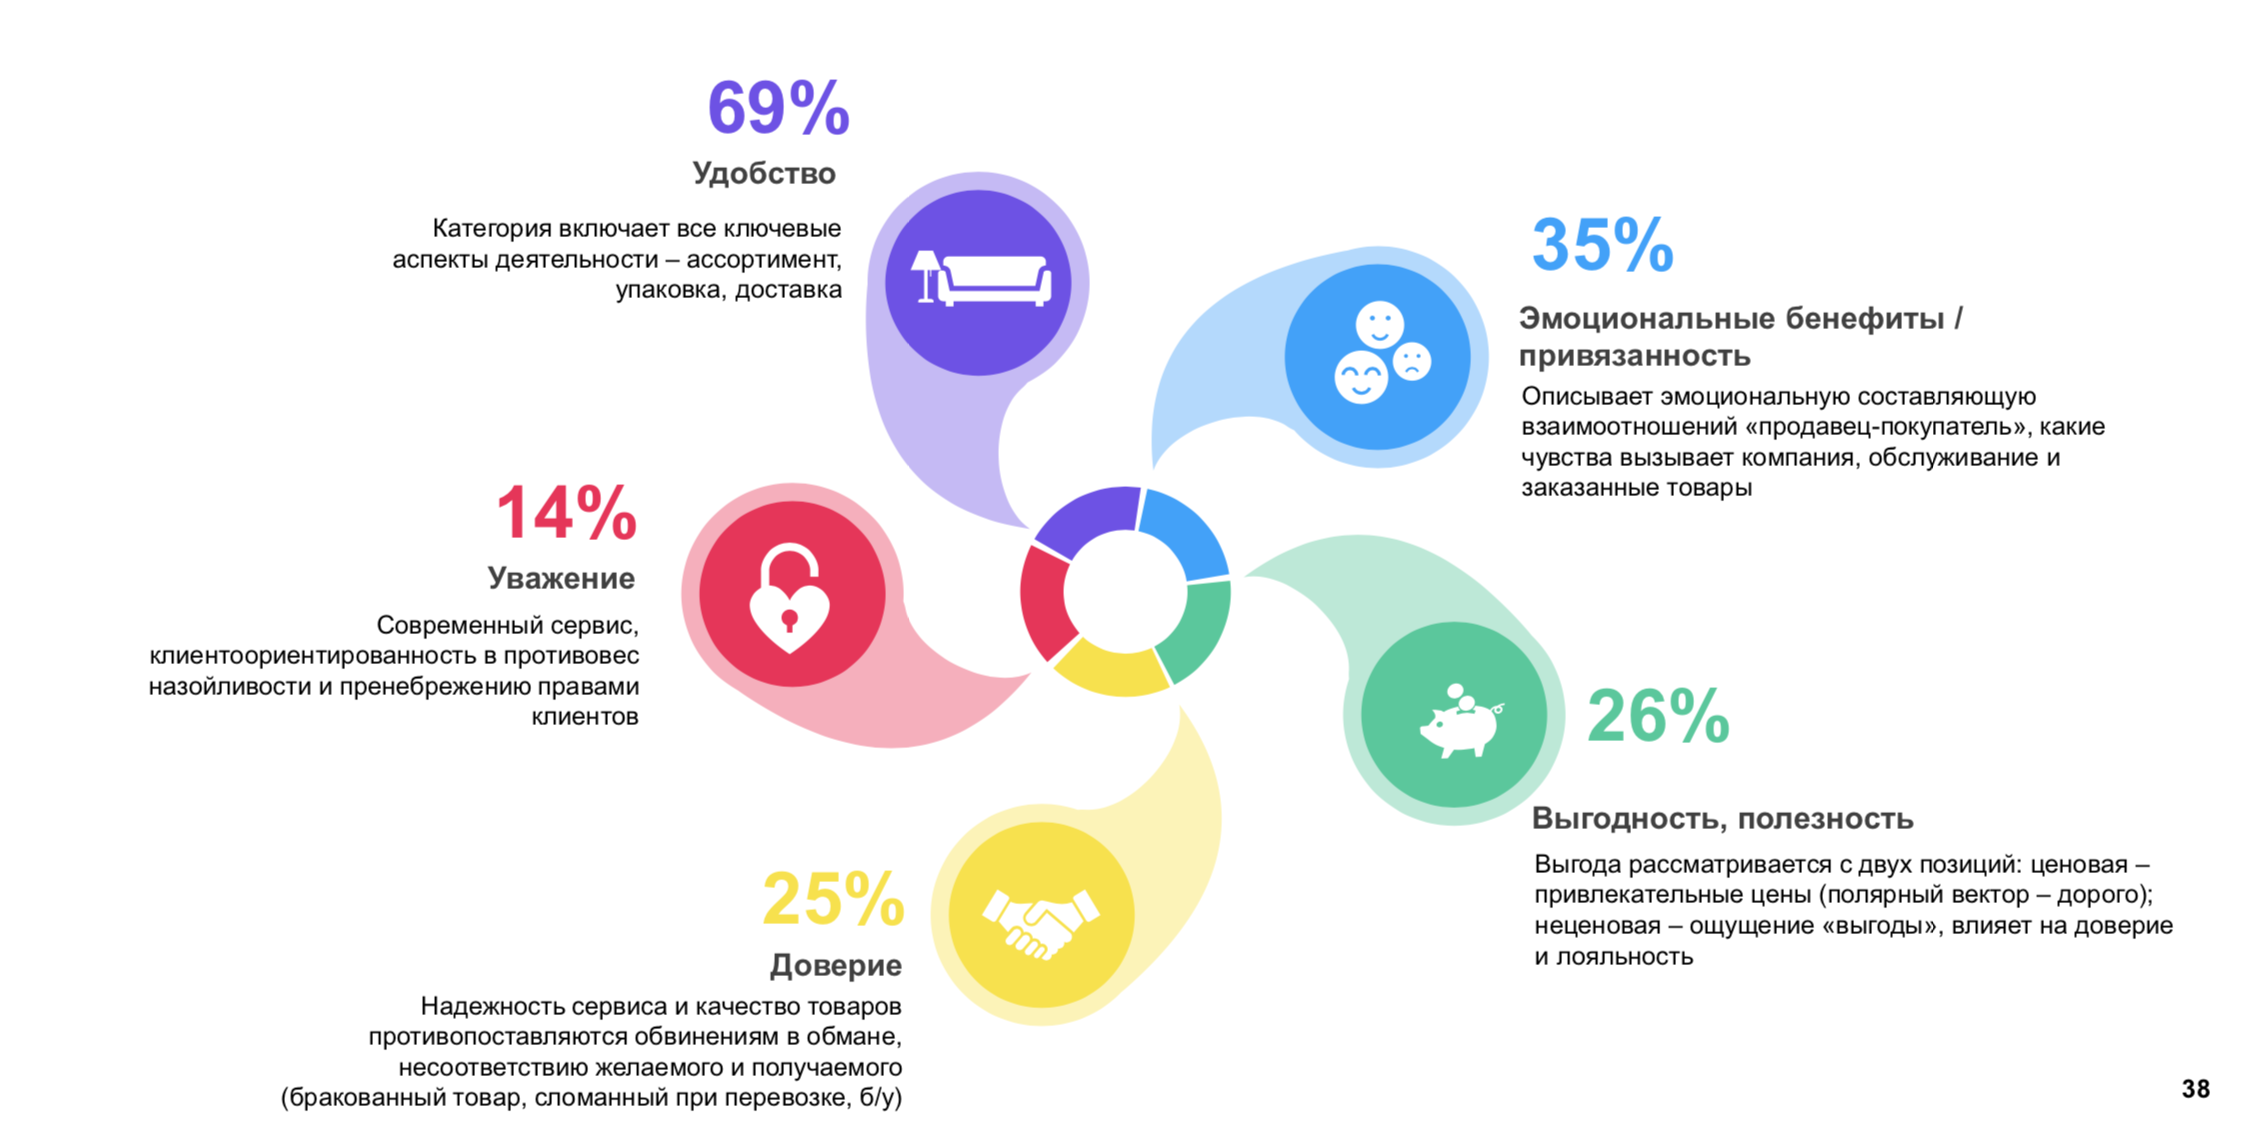 69%
Удобство
Категория включает все ключевые
аспекты деятельности – ассортимент,
упаковка, доставка
35%
Эмоциональные бенефиты /
привязанность
Описывает эмоциональную составляющую
взаимоотношений «продавец-покупатель», какие
чувства вызывает компания, обслуживание и
заказанные товары
14%
Уважение
Современный сервис,
клиентоориентированность в противовес
назойливости и пренебрежению правами
клиентов
26%
Выгодность, полезность
Выгода рассматривается с двух позиций: ценовая –
привлекательные цены (полярный вектор – дорого);
неценовая – ощущение «выгоды», влияет на доверие
и лояльность
25%
Доверие
Надежность сервиса и качество товаров
противопоставляются обвинениям в обмане,
несоответствию желаемого и получаемого
(бракованный товар, сломанный при перевозке, б/у)
38